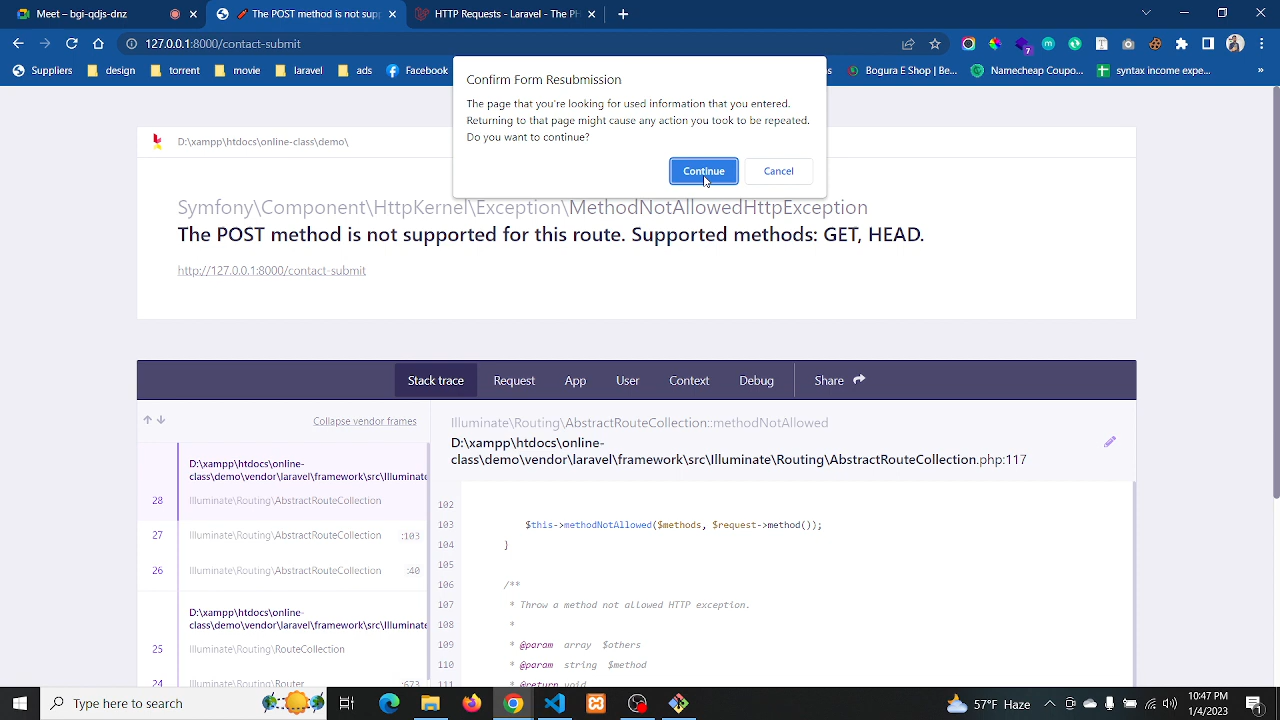 Meet - bgi-psdp-djs
The POST method is not supp
HTTP Requests - Laravel - The PH
127.0.0.1:8000/contact-submit
7
Suppliers
design
torrent
movie
laravel
ads
Facebook
Bogura Shop | Be...
Namecheap Coupo...
syntax income expe...
»
Confirm Form Resubmission
The page that you're looking for used information that you entered.
Returning to that page might cause any action you took to be repeated.
Do you want to continue?
Continue
Cancel
D:\xampp\htdocs\online-class\demo\
Symfony\Component\HttpKernel\Exception\MethodNotAllowedHttpException
The POST method is not supported for this route. Supported methods: GET, HEAD.
http://127.0.0.1:8000/contact-submit
Stack trace
Request
App
User
Context
Debug
Share
Collapse vendor frames
D:\xampp\htdocs\online-
class\demo\vendor\laravel\framework\src\Illuminate
28 Illuminate\Routing\AbstractRouteCollection
27 Illuminate\Routing\AbstractRouteCollection :103
26 Illuminate\Routing\AbstractRouteCollection :40
D:\xampp\htdocs\online-
class\demo\vendor\laravel\framework\src\Illuminate
25 Illuminate\Routing\RouteCollection
24 Illuminate\Routing\Router :673
Illuminate\Routing\AbstractRouteCollection::methodNotAllowed
D:\xampp\htdocs\online-
class\demo\vendor\laravel\framework\src\Illuminate\Routing\AbstractRouteCollection.php:117
102
103 $this->methodNotAllowed($methods, $request->method());
104 }
105
106 /**
107 * Throw a method not allowed HTTP exception.
108 *
109 * @param array $others
110 * @param string $method
111 * @return void
Type here to search
57°F Haze
10:47 PM
1/4/2023